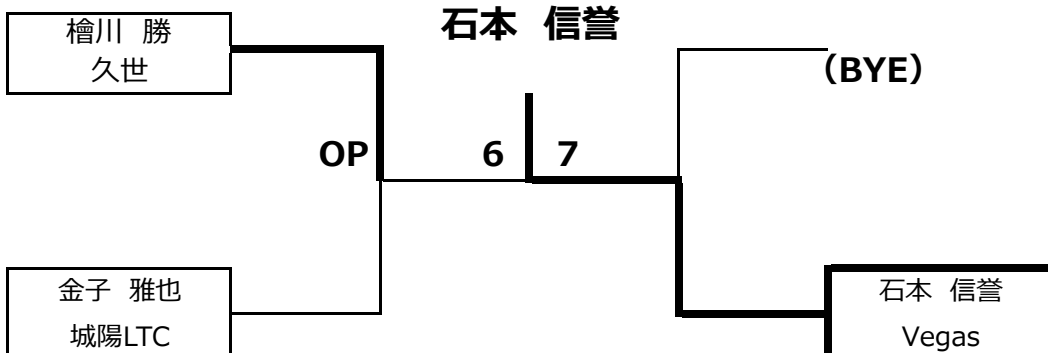 石本 信誉
檜川 勝
久世
(BYE)
OP
6 7
金子 雅也
城陽LTC
石本 信誉
Vegas